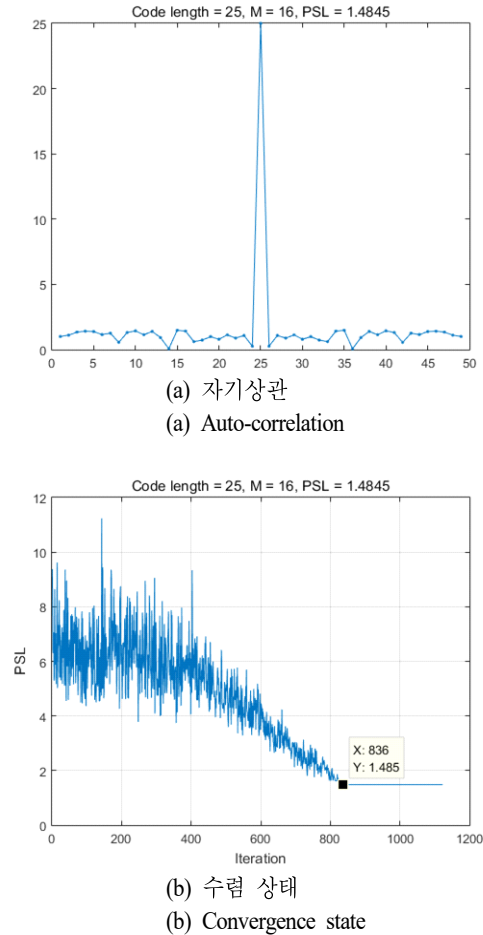 Code length = 25, M = 16, PSL = 1.4845
25
20
15
10
5
0
0 5 10 15 20 25 30 35 40 45 50
(a) 자기상관
(a) Auto-correlation
Code length = 25, M = 16, PSL = 1.4845
12
10
8
6
4
2
0
PSL
X: 836
Y: 1.485
0 200 400 600 800 1000 1200
Iteration
(b) 수렴 상태
(b) Convergence state